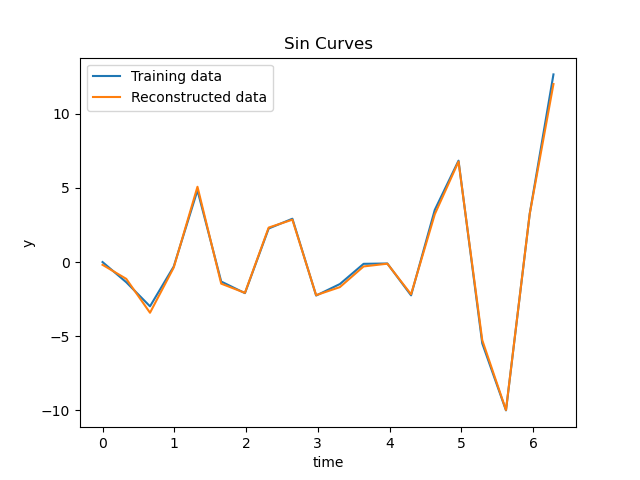 Sin Curves
Training data
Reconstructed data
10
5
0
−5
−10
y
0 1 2 3 4 5 6
time